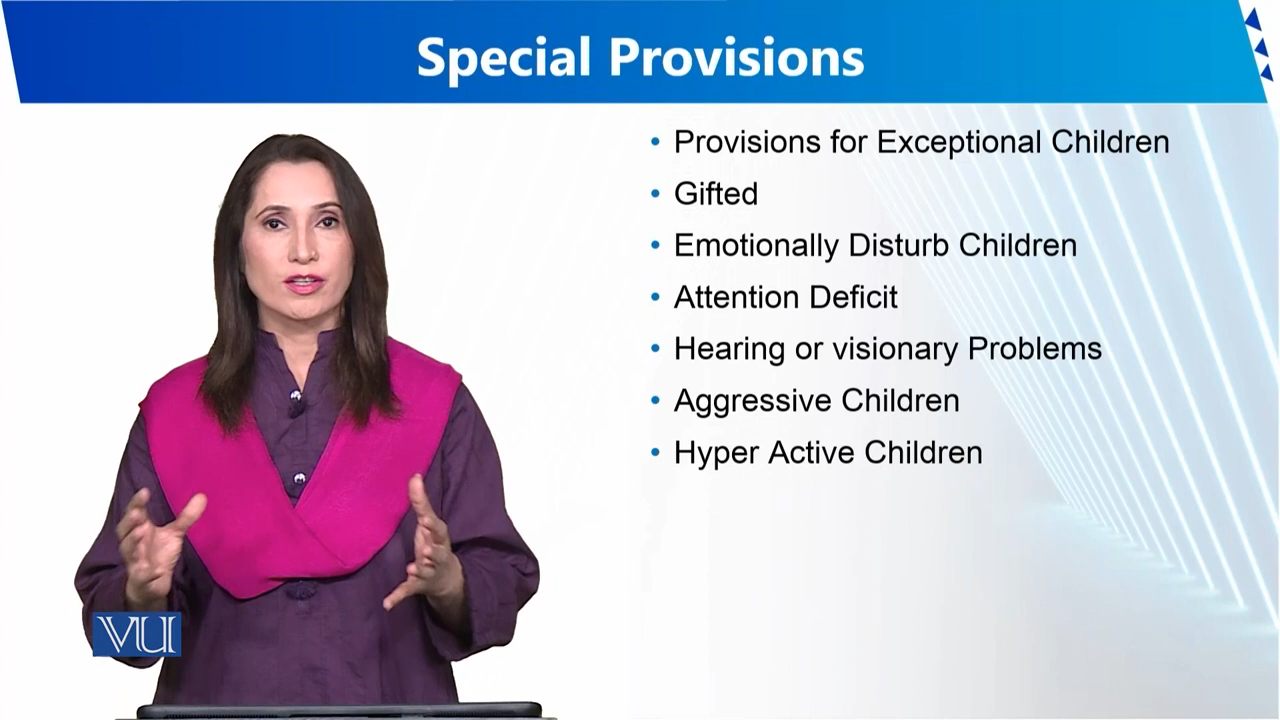 Special Provisions
• Provisions for Exceptional Children
• Gifted
• Emotionally Disturb Children
• Attention Deficit
• Hearing or visionary Problems
• Aggressive Children
• Hyper Active Children
VU